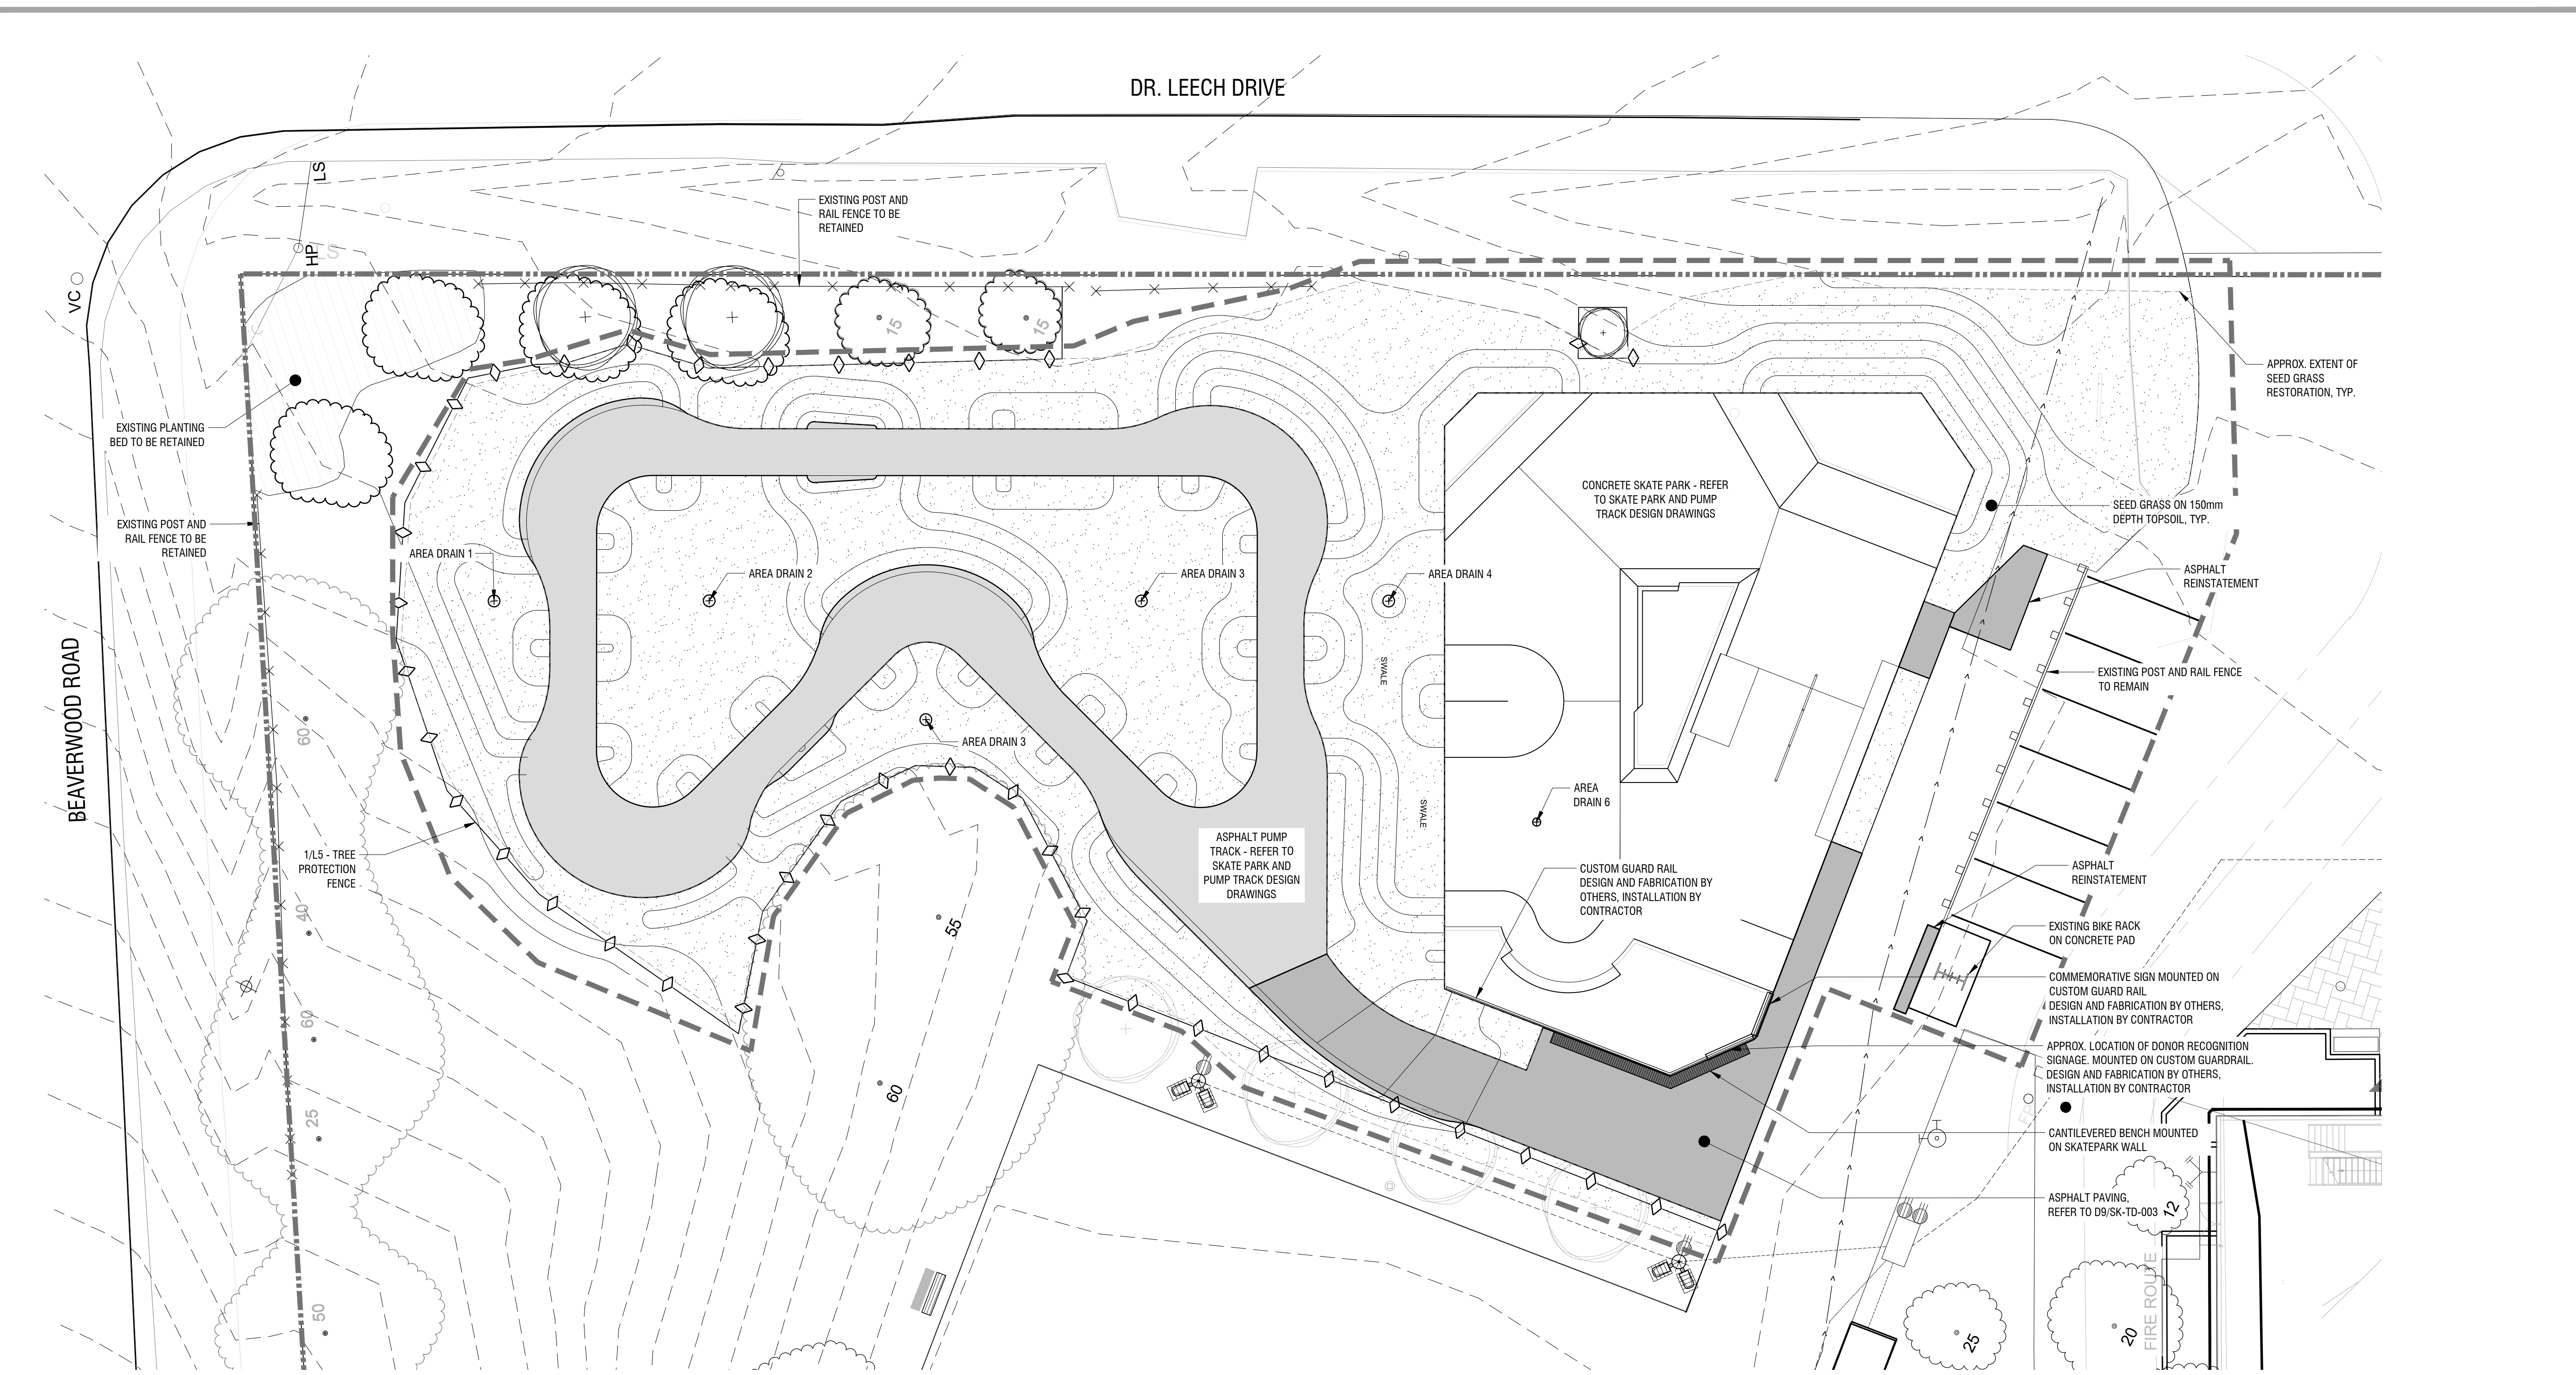 DR. LEECH DRIVE
LS
HP
LS
VC
EXISTING POST AND
RAIL FENCE TO BE
RETAINED
15
15
APPROX. EXTENT OF
SEED GRASS
RESTORATION, TYP.
EXISTING PLANTING
BED TO BE RETAINED
CONCRETE SKATE PARK - REFER
TO SKATE PARK AND PUMP
TRACK DESIGN DRAWINGS
SEED GRASS ON 150mm
DEPTH TOPSOIL, TYP.
EXISTING POST AND
RAIL FENCE TO BE
RETAINED
AREA DRAIN 1
AREA DRAIN 2
AREA DRAIN 3
AREA DRAIN 4
ASPHALT
REINSTATEMENT
SWALE
EXISTING POST AND RAIL FENCE
TO REMAIN
BEAVERWOOD ROAD
60
AREA DRAIN 3
AREA
DRAIN 6
SWALE
1/L5 - TREE
PROTECTION
FENCE
ASPHALT PUMP
TRACK - REFER TO
SKATE PARK AND
PUMP TRACK DESIGN
DRAWINGS
CUSTOM GUARD RAIL
DESIGN AND FABRICATION BY
OTHERS, INSTALLATION BY
CONTRACTOR
ASPHALT
REINSTATEMENT
40
55
EXISTING BIKE RACK
ON CONCRETE PAD
COMMEMORATIVE SIGN MOUNTED ON
CUSTOM GUARD RAIL
DESIGN AND FABRICATION BY OTHERS,
INSTALLATION BY CONTRACTOR
60
APPROX. LOCATION OF DONOR RECOGNITION
SIGNAGE. MOUNTED ON CUSTOM GUARDRAIL.
DESIGN AND FABRICATION BY OTHERS,
INSTALLATION BY CONTRACTOR
60
25
CANTILEVERED BENCH MOUNTED
ON SKATEPARK WALL
ASPHALT PAVING,
REFER TO D9/SK-TD-003
12
50
FIRE ROUTE
25
20